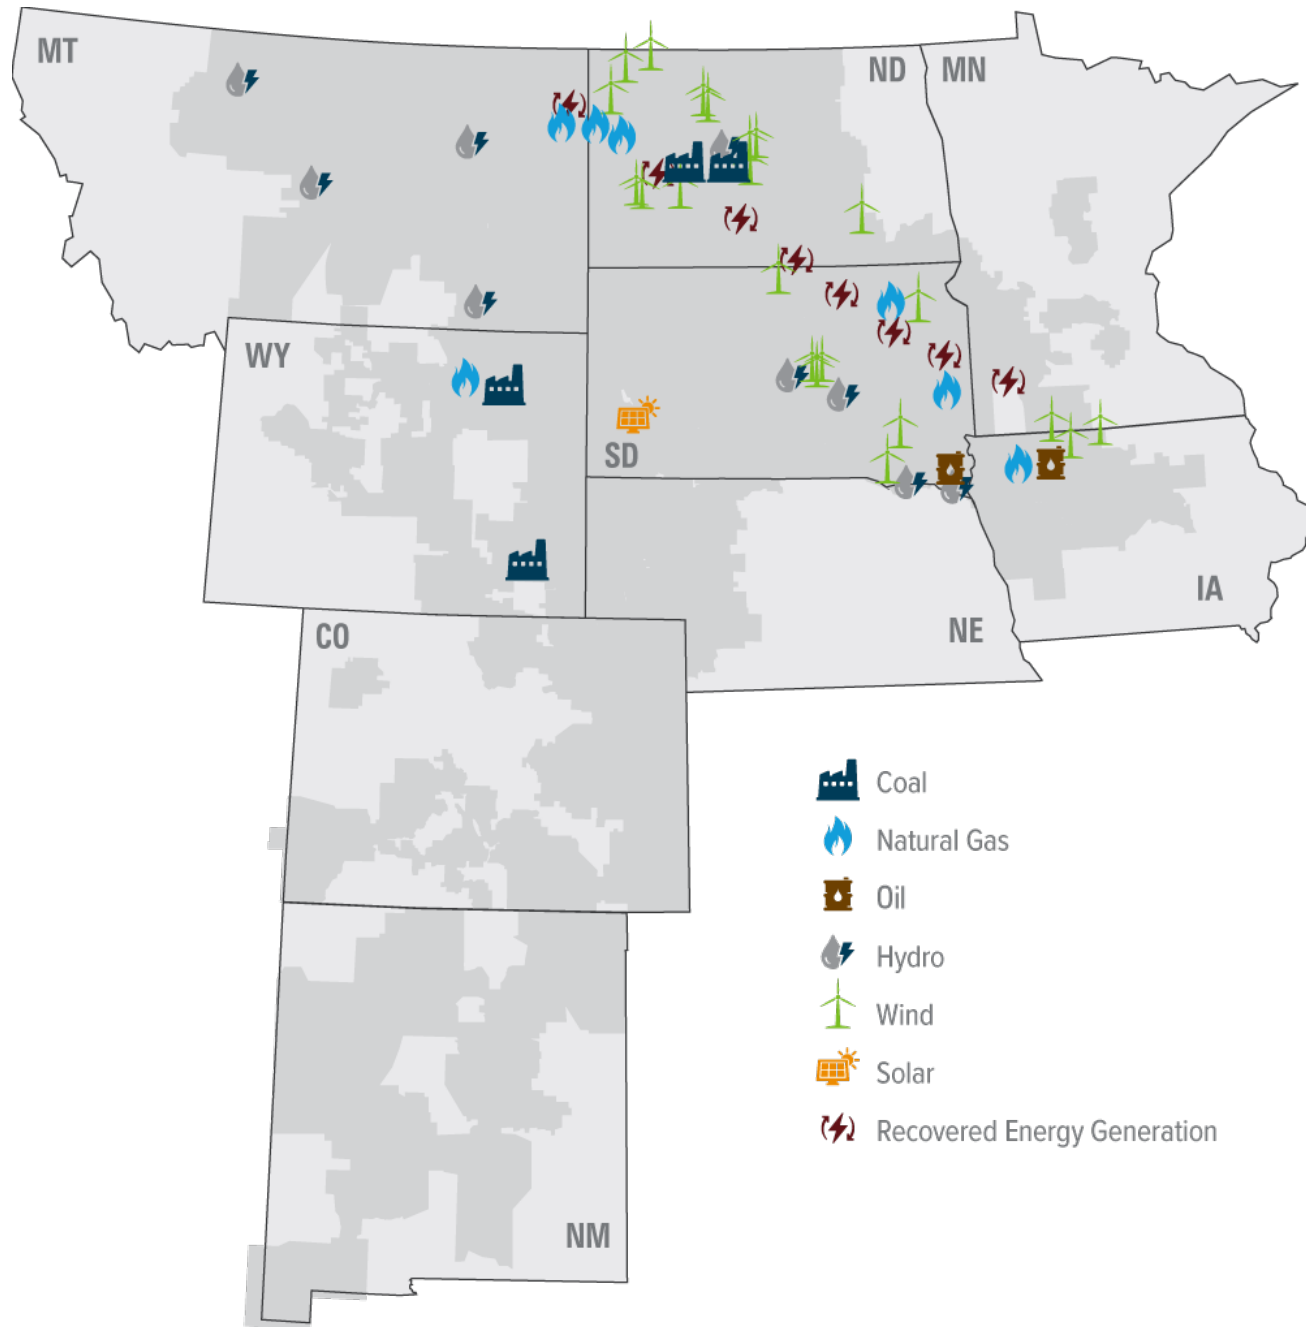 MT
ND
MN
WY
SD
IA
NE
CO
NM
Coal
Natural Gas
Oil
Hydro
Wind
Solar
Recovered Energy Generation